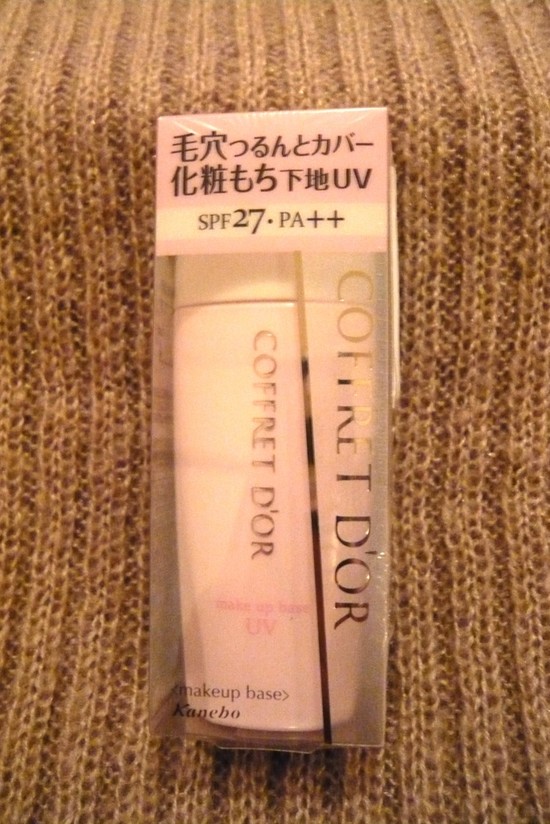 毛穴つるんとカバー
化粧もち下地UV
SPF27・PA++
COFFRET D'OR
COFFRET D'OR
make up base
UV
<makeup base>
Kanebo